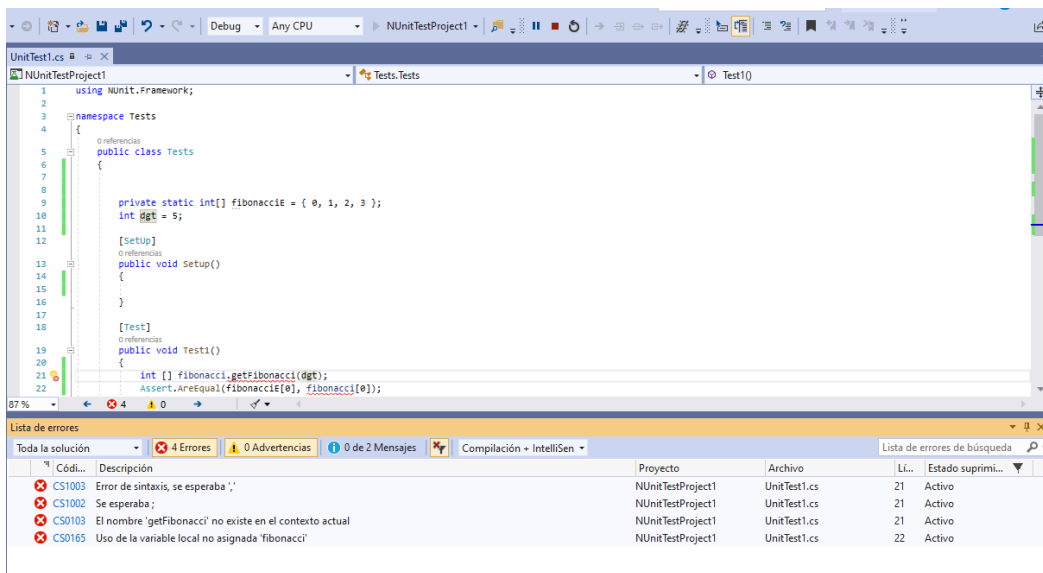 Debug Any CPU NUnitTestProject1
UnitTest1.cs
NUnitTestProject1 Tests.Tests Test1()
1 using NUnit.Framework;
2
3 namespace Tests
4 {
0 referencias
5 public class Tests
6 {
7
8
9 private static int[] fibonacciE = { 0, 1, 2, 3 };
10 int dgt = 5;
11
12 [SetUp]
0 referencias
13 public void Setup()
14 {
15
16 }
17
18 [Test]
0 referencias
19 public void Test1()
20 {
21 int [] fibonacci.getFibonacci(dgt);
22 Assert.AreEqual(fibonacciE[0], fibonacci[0]);
87 % 4 0
Lista de errores
Toda la solución 4 Errores 0 Advertencias 0 de 2 Mensajes Compilación + IntelliSen Lista de errores de búsqueda
Códi... Descripción Proyecto Archivo Lí... Estado suprimi...
CS1003 Error de sintaxis, se esperaba ',' NUnitTestProject1 UnitTest1.cs 21 Activo
CS1002 Se esperaba ; NUnitTestProject1 UnitTest1.cs 21 Activo
CS0103 El nombre 'getFibonacci' no existe en el contexto actual NUnitTestProject1 UnitTest1.cs 21 Activo
CS0165 Uso de la variable local no asignada 'fibonacci' NUnitTestProject1 UnitTest1.cs 22 Activo